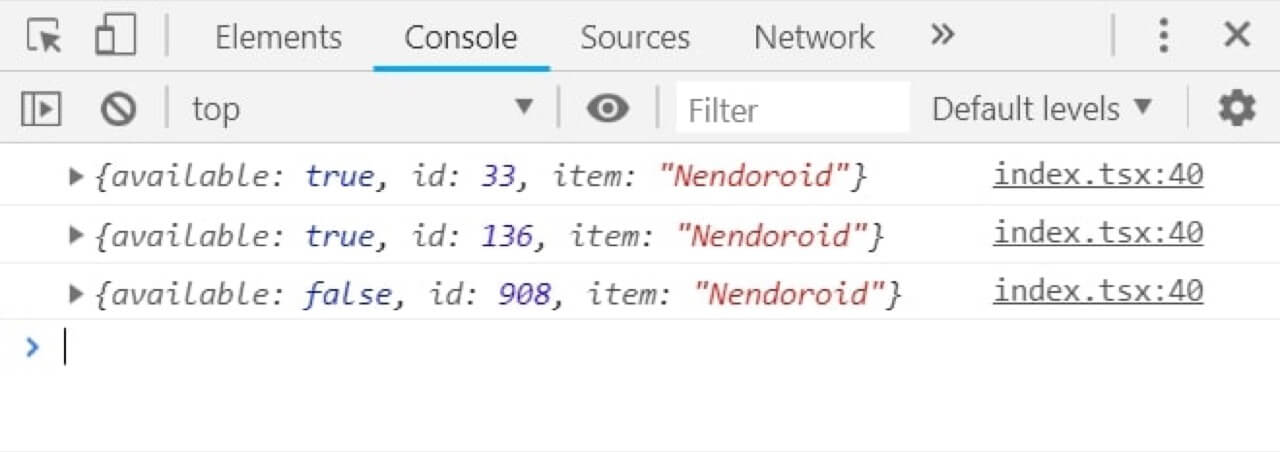 Elements Console Sources Network »
top Filter Default levels
{available: true, id: 33, item: "Nendoroid"} index.tsx:40
{available: true, id: 136, item: "Nendoroid"} index.tsx:40
{available: false, id: 908, item: "Nendoroid"} index.tsx:40